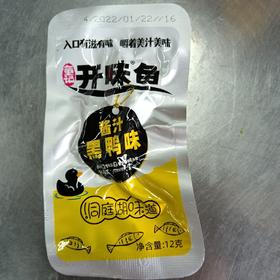 4/2022/01/22//16
入口有滋有味 嚼着美汁美味
开味鱼
酱汁
黑鸭味
洞庭湖味道
净含量:12克